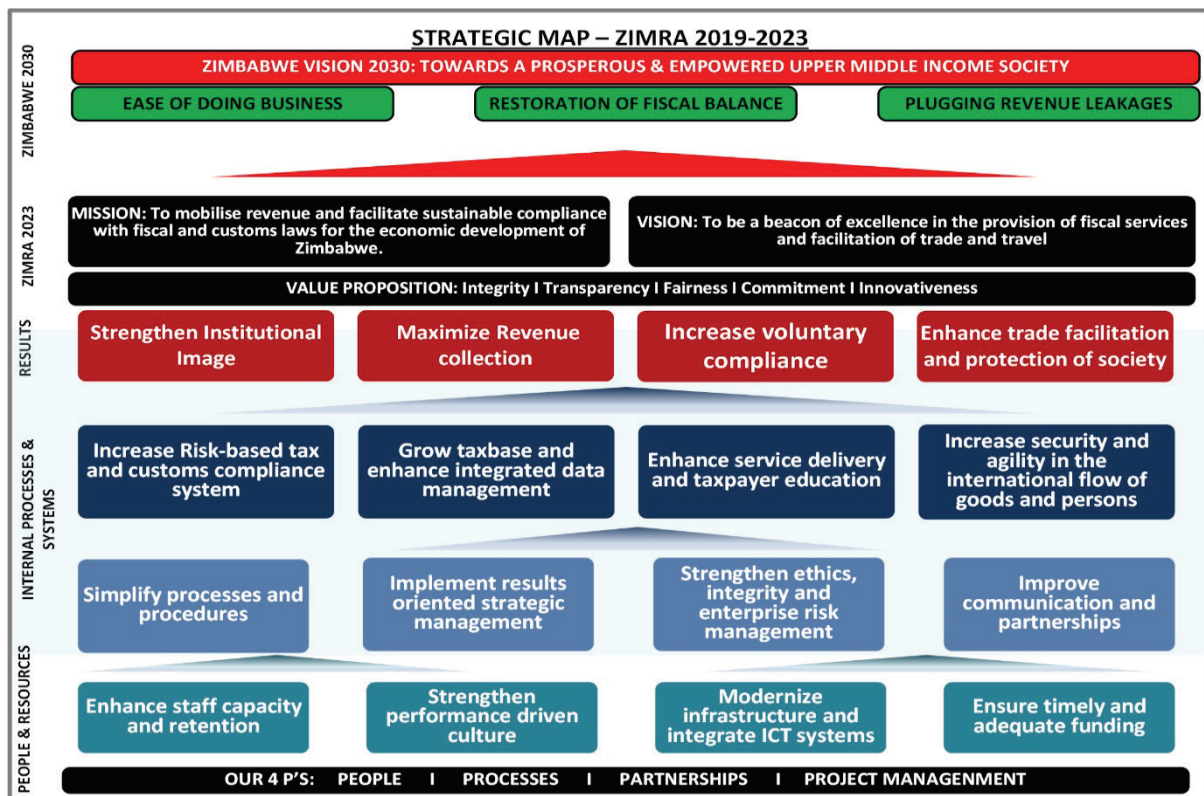 STRATEGIC MAP – ZIMRA 2019-2023
ZIMBABWE 2030
ZIMBABWE VISION 2030: TOWARDS A PROSPEROUS & EMPOWERED UPPER MIDDLE INCOME SOCIETY
EASE OF DOING BUSINESS
RESTORATION OF FISCAL BALANCE
PLUGGING REVENUE LEAKAGES
ZIMRA 2023
MISSION: To mobilise revenue and facilitate sustainable compliance
with fiscal and customs laws for the economic development of
Zimbabwe.
VISION: To be a beacon of excellence in the provision of fiscal services
and facilitation of trade and travel
VALUE PROPOSITION: Integrity I Transparency I Fairness I Commitment I Innovativeness
RESULTS
Strengthen Institutional
Image
Maximize Revenue
collection
Increase voluntary
compliance
Enhance trade facilitation
and protection of society
INTERNAL PROCESSES &
SYSTEMS
Increase Risk-based tax
and customs compliance
system
Grow taxbase and
enhance integrated data
management
Enhance service delivery
and taxpayer education
Increase security and
agility in the
international flow of
goods and persons
Simplify processes and
procedures
Implement results
oriented strategic
management
Strengthen ethics,
integrity and
enterprise risk
management
Improve
communication and
partnerships
PEOPLE & RESOURCES
Enhance staff capacity
and retention
Strengthen
performance driven
culture
Modernize
infrastructure and
integrate ICT systems
Ensure timely and
adequate funding
OUR 4 P'S: PEOPLE I PROCESSES I PARTNERSHIPS I PROJECT MANAGENMENT